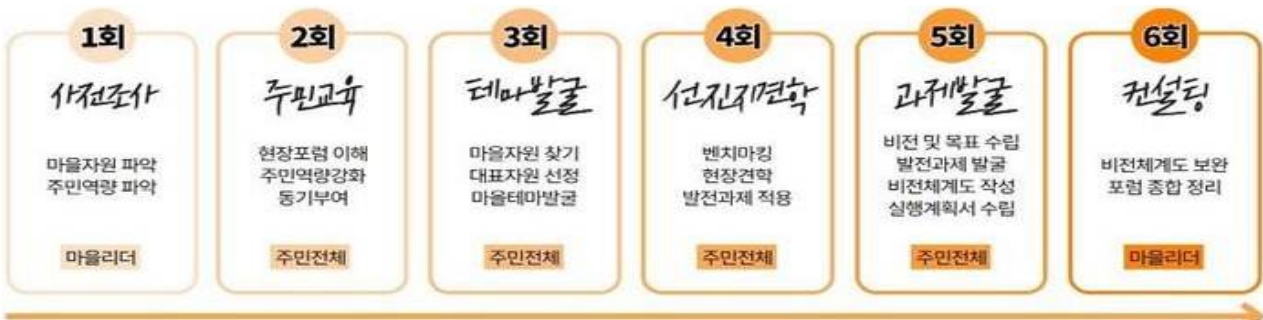 1회
사전조사
마을자원 파악
주민역량 파악
마을리더
2회
주민교육
현장포럼 이해
주민역량강화
동기부여
주민전체
3회
테마발굴
마을자원 찾기
대표자원 선정
마을테마발굴
주민전체
4회
선진지견학
벤치마킹
현장견학
발전과제 적용
주민전체
5회
과제발굴
비전 및 목표 수립
발전과제 발굴
비전체계도 작성
실행계획서 수립
주민전체
6회
컨설팅
비전체계도 보완
포럼 종합 정리
마을리더